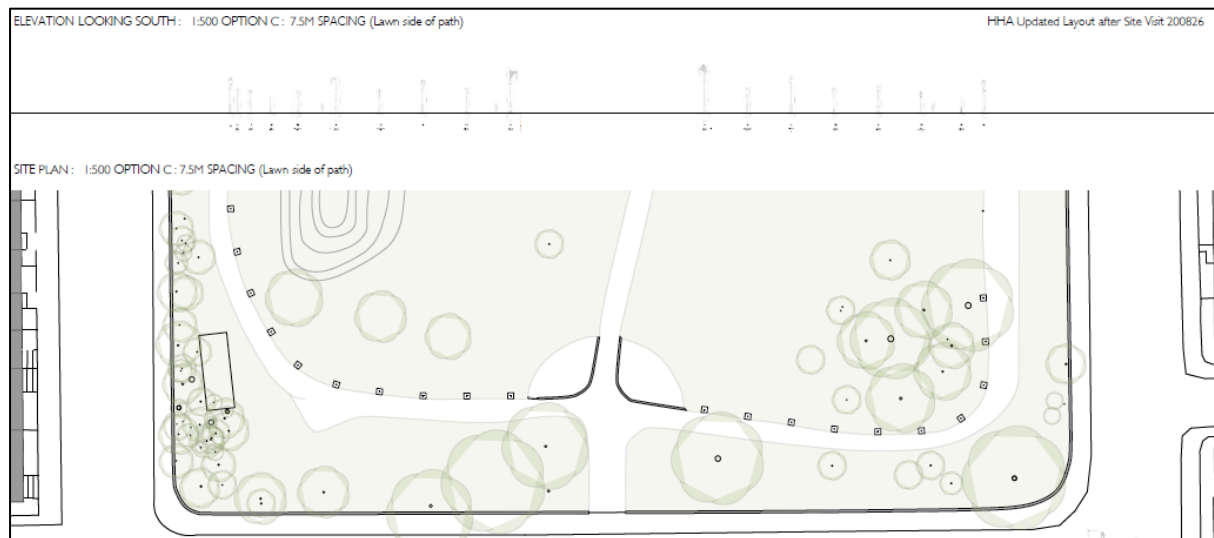 ELEVATION LOOKING SOUTH : 1:500 OPTION C : 7.5M SPACING (Lawn side of path)
HHA Updated Layout after Site Visit 200826
SITE PLAN : 1:500 OPTION C : 7.5M SPACING (Lawn side of path)